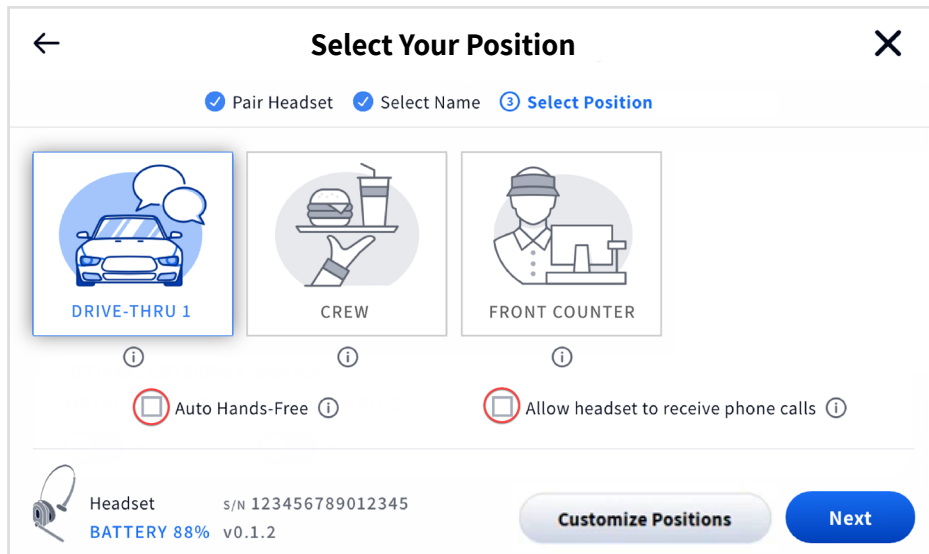 Select Your Position
Pair Headset Select Name 3 Select Position
DRIVE-THRU 1 CREW FRONT COUNTER
Auto Hands-Free Allow headset to receive phone calls
Headset S/N 123456789012345
BATTERY 88% v0.1.2
Customize Positions Next